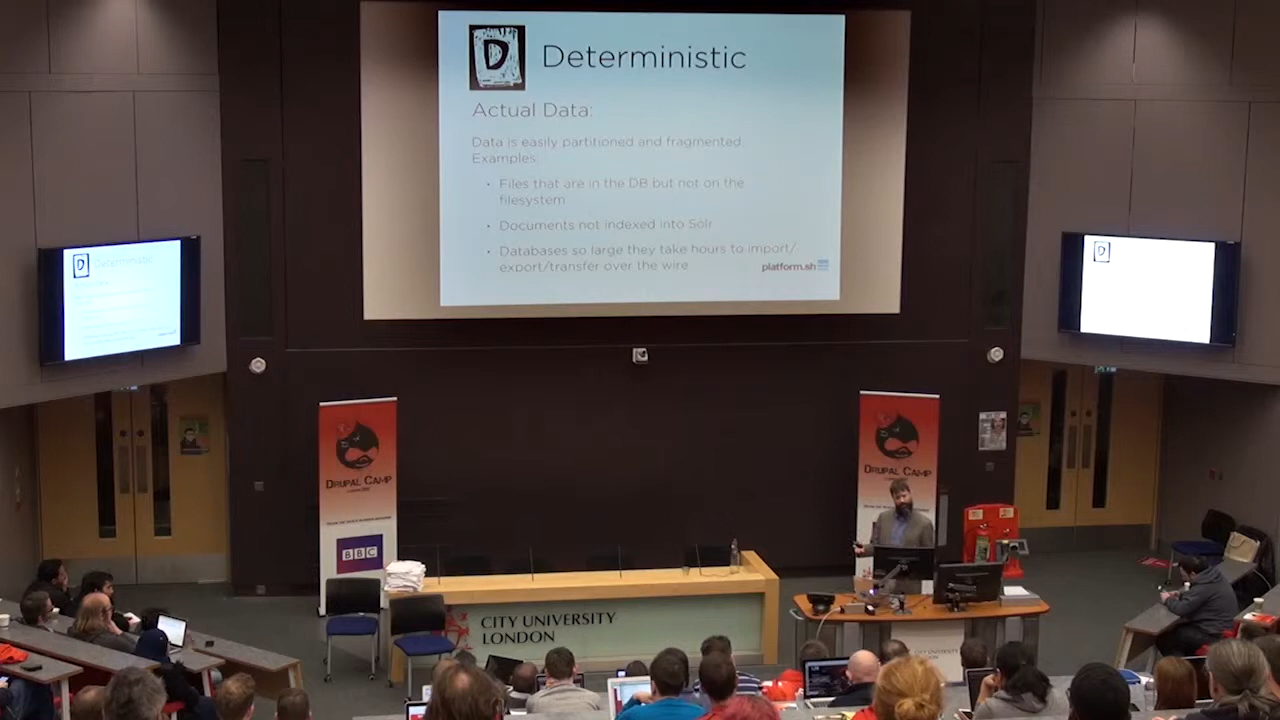 D
Deterministic
Actual Data:
Data is easily partitioned and fragmented.
Examples:
• Files that are in the DB but not on the
filesystem
• Documents not indexed into Solr
• Databases so large they take hours to import/
export/transfer over the wire
platform.sh
D
Deterministic
D
DRUPAL CAMP
BBC
DRUPAL CAMP
CITY UNIVERSITY
LONDON